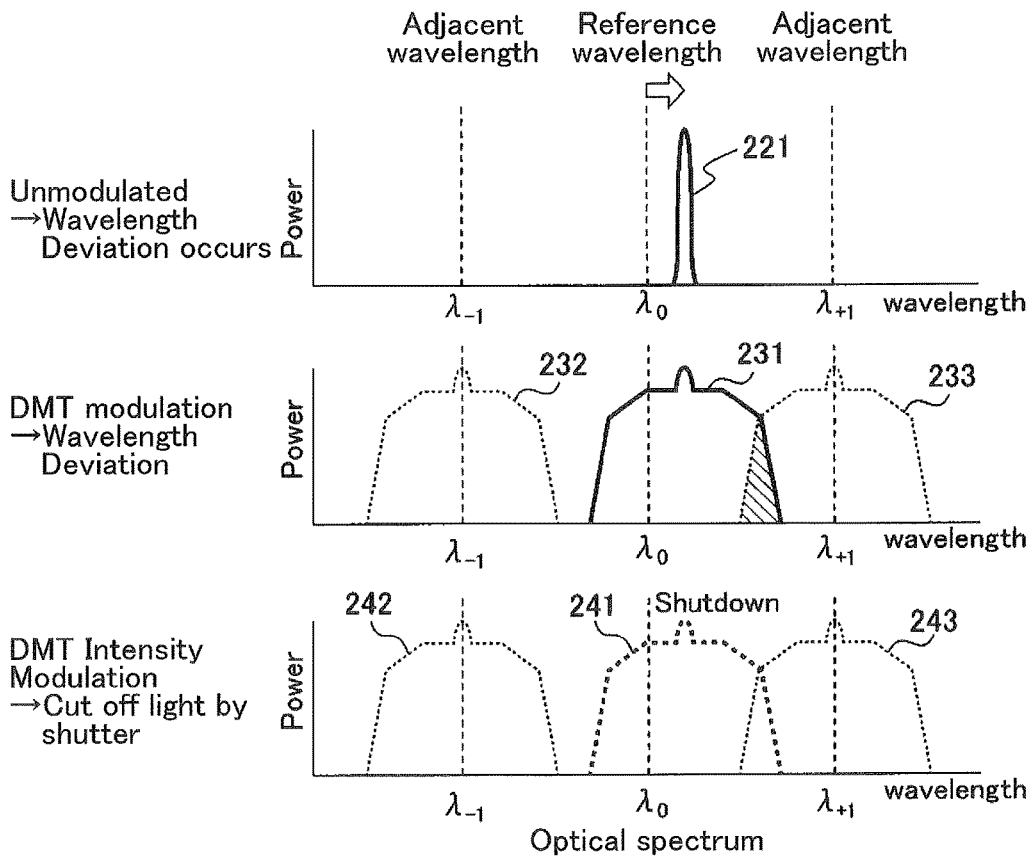 Adjacent wavelength
Reference wavelength
Adjacent wavelength
Unmodulated
→Wavelength
Deviation occurs
Power
221
λ₋₁
λ₀
λ₊₁
wavelength
DMT modulation
→Wavelength
Deviation
Power
232
231
233
λ₋₁
λ₀
λ₊₁
wavelength
DMT Intensity
Modulation
→Cut off light by
shutter
Power
242
241
Shutdown
243
λ₋₁
λ₀
λ₊₁
wavelength
Optical spectrum